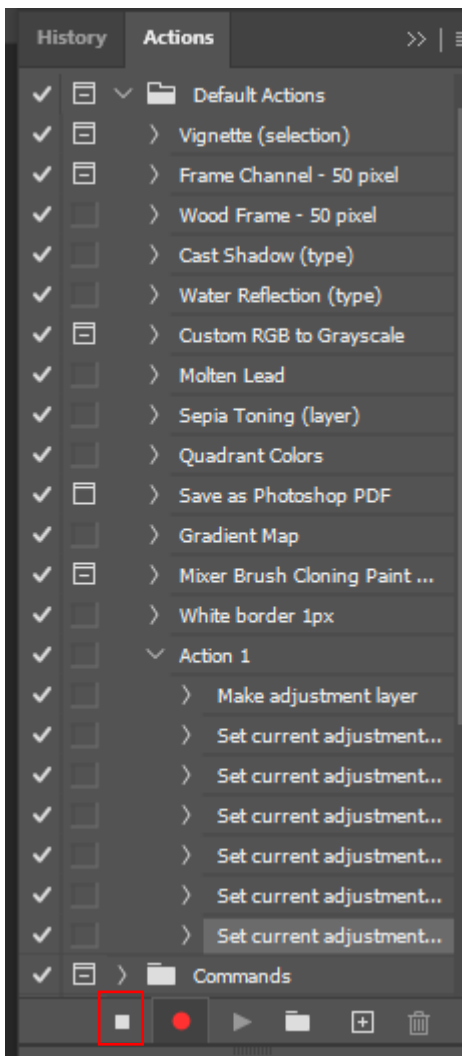 History Actions
Default Actions
Vignette (selection)
Frame Channel - 50 pixel
Wood Frame - 50 pixel
Cast Shadow (type)
Water Reflection (type)
Custom RGB to Grayscale
Molten Lead
Sepia Toning (layer)
Quadrant Colors
Save as Photoshop PDF
Gradient Map
Mixer Brush Cloning Paint ...
White border 1px
Action 1
Make adjustment layer
Set current adjustment...
Set current adjustment...
Set current adjustment...
Set current adjustment...
Set current adjustment...
Set current adjustment...
Commands